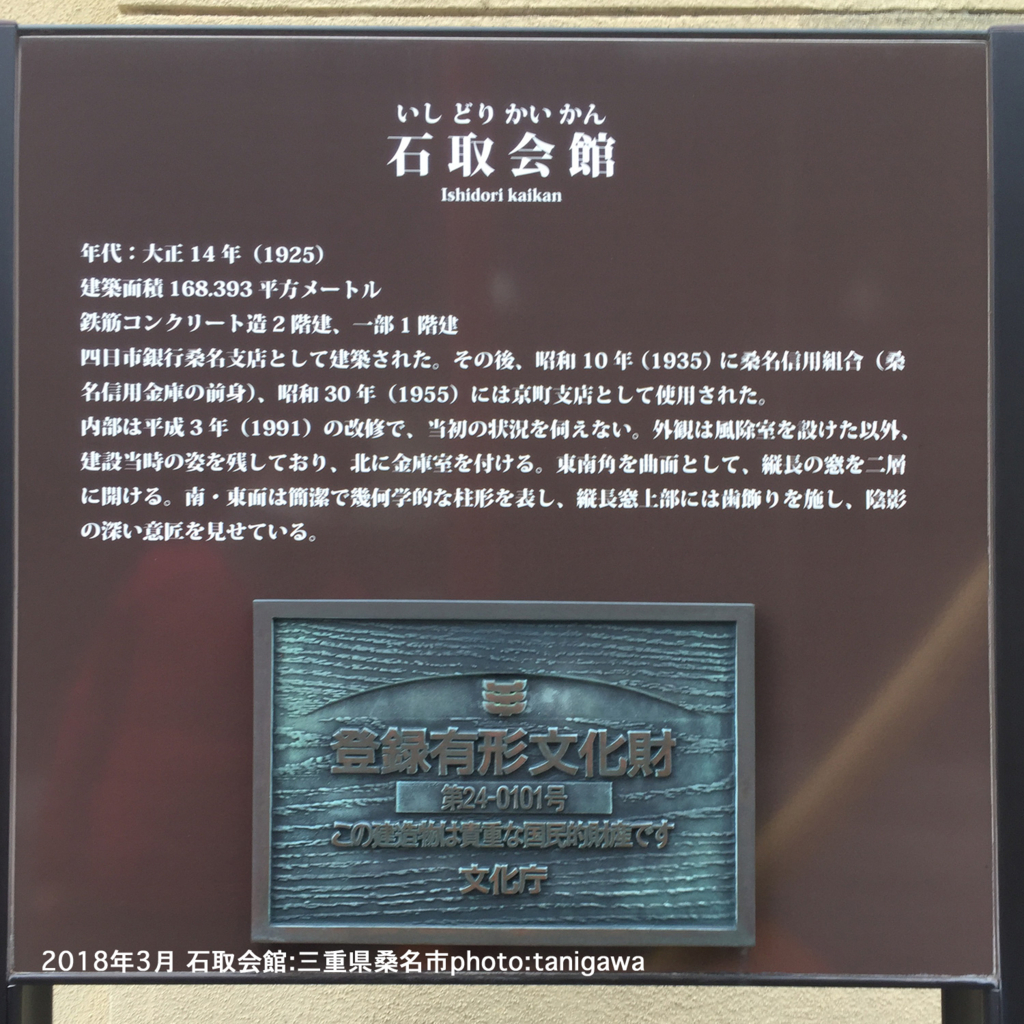 いし どり かい かん
石取会館
Ishidori kaikan
年代：大正 14 年（1925）
建築面積 168.393 平方メートル
鉄筋コンクリート造 2 階建、一部 1 階建
四日市銀行桑名支店として建築された。その後、昭和 10 年（1935）に桑名信用組合（桑
名信用金庫の前身）、昭和 30 年（1955）には京町支店として使用された。
内部は平成 3 年（1991）の改修で、当初の状況を伺えない。外観は風除室を設けた以外、
建設当時の姿を残しており、北に金庫室を付ける。東南角を曲面として、縦長の窓を二層
に開ける。南・東面は簡潔で幾何学的な柱形を表し、縦長窓上部には歯飾りを施し、陰影
の深い意匠を見せている。
登録有形文化財
第24-0101号
この建造物は貴重な国民的財産です
文化庁
2018年3月 石取会館:三重県桑名市photo:tanigawa